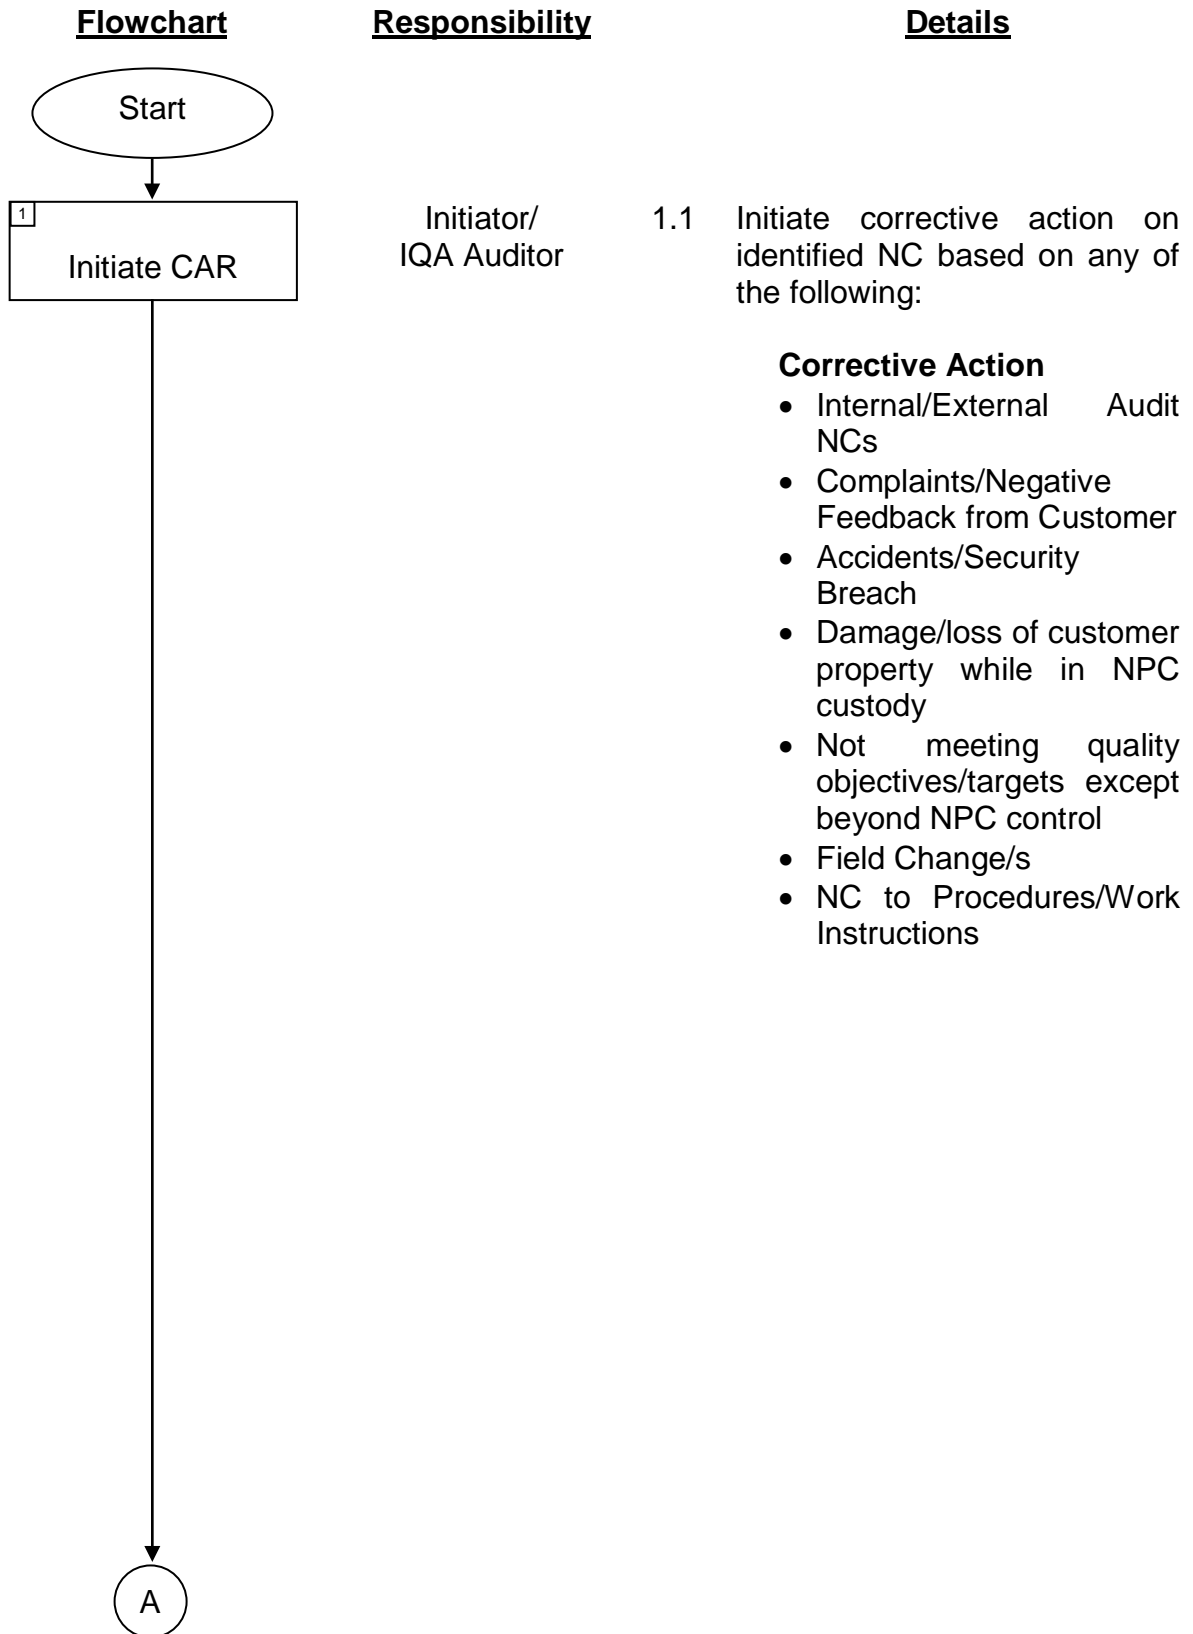 Flowchart Responsibility Details
Start
1
Initiate CAR
Initiator/
IQA Auditor
1.1 Initiate corrective action on
identified NC based on any of
the following:
Corrective Action
• Internal/External Audit
NCs
• Complaints/Negative
Feedback from Customer
• Accidents/Security
Breach
• Damage/loss of customer
property while in NPC
custody
• Not meeting quality
objectives/targets except
beyond NPC control
• Field Change/s
• NC to Procedures/Work
Instructions
A